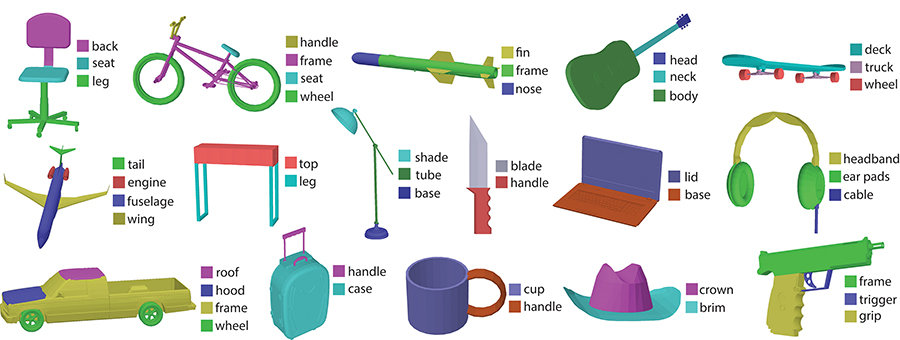 back
seat
leg
handle
frame
seat
wheel
fin
frame
nose
head
neck
body
deck
truck
wheel
tail
engine
fuselage
wing
top
leg
shade
tube
base
blade
handle
lid
base
headband
ear pads
cable
roof
hood
frame
wheel
handle
case
cup
handle
crown
brim
frame
trigger
grip